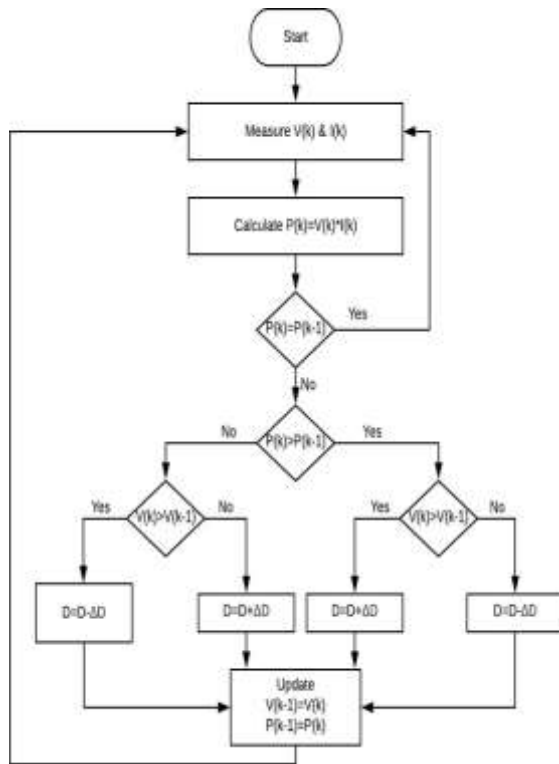 Start
Measure V(k) & I(k)
Calculate P(k)=V(k)*I(k)
P(k)=P(k-1)
Yes
No
P(k)>P(k-1)
No
Yes
V(k)>V(k-1)
Yes
No
V(k)>V(k-1)
Yes
No
D=D-ΔD
D=D+ΔD
D=D+ΔD
D=D-ΔD
Update
V(k-1)=V(k)
P(k-1)=P(k)